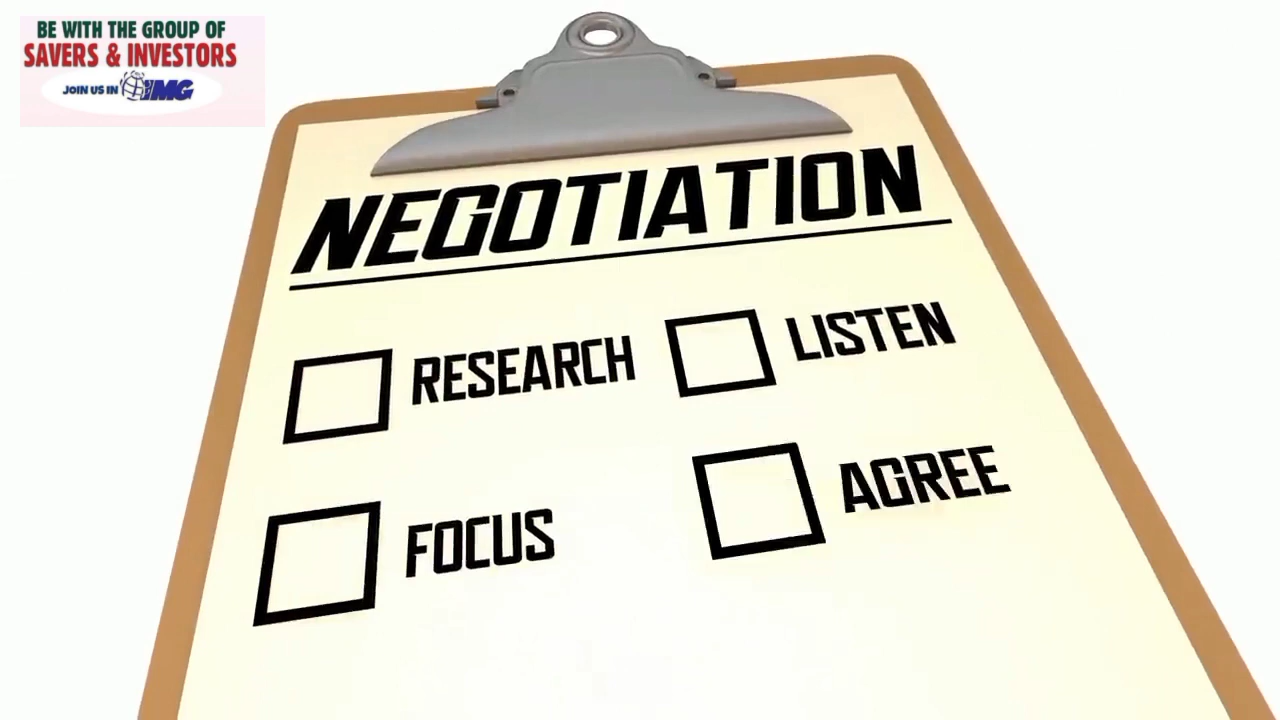 BE WITH THE GROUP OF
SAVERS & INVESTORS
JOIN US IN IMG
NEGOTIATION
RESEARCH
LISTEN
FOCUS
AGREE